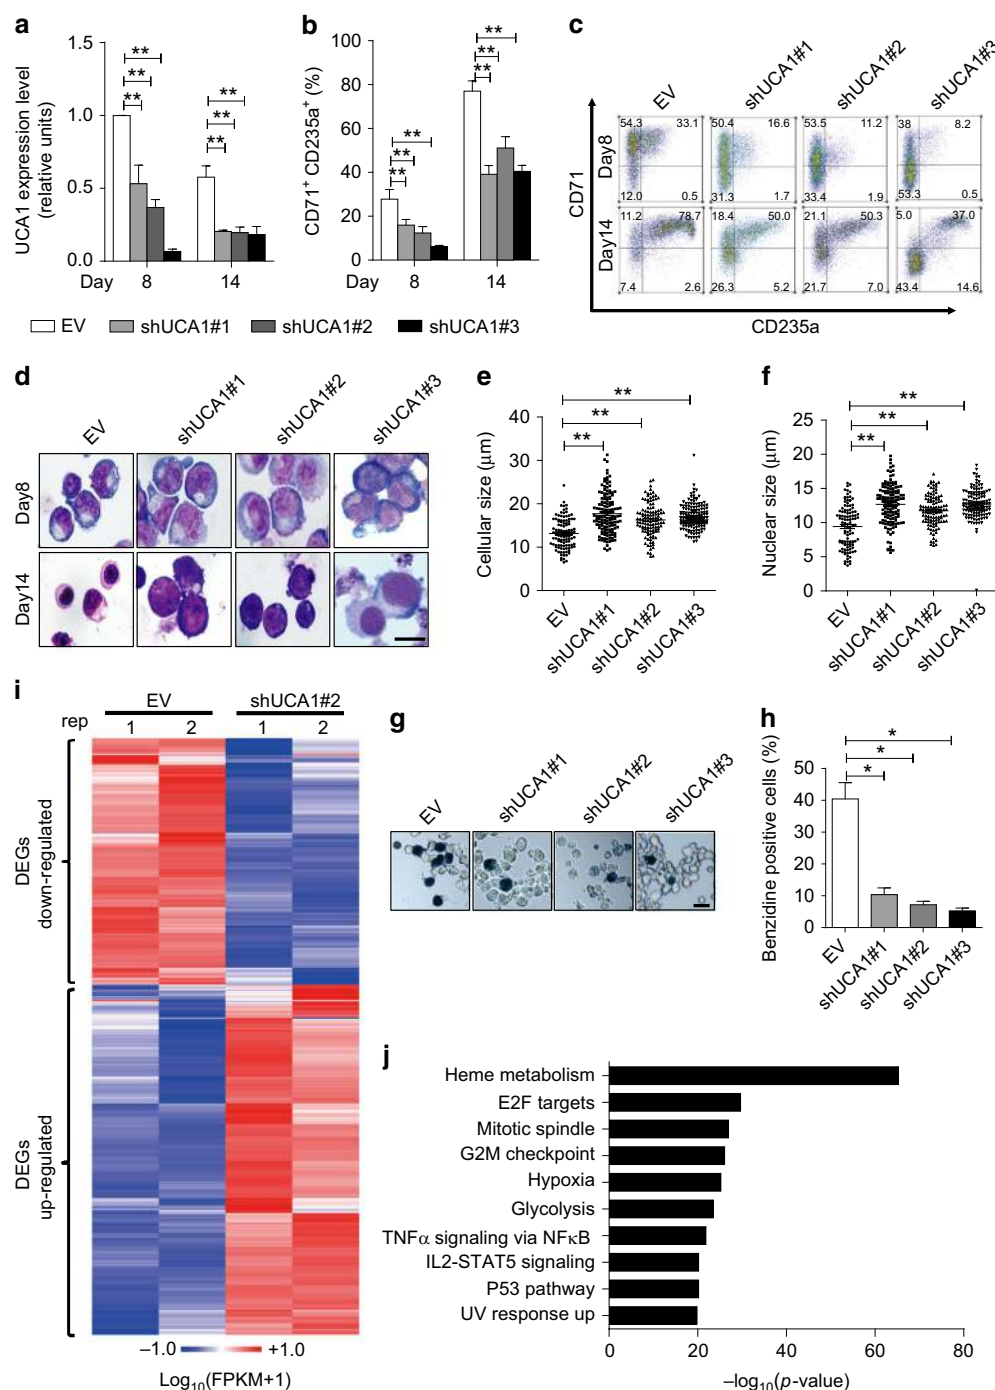 a
UCA1 expression level
(relative units)
1.5
1.0
0.5
0.0
** ** **
** ** **
Day 8 14
b
CD71+ CD235a+ (%)
100
80
60
40
20
0
** ** **
** ** **
Day 8 14
EV shUCA1#1 shUCA1#2 shUCA1#3
c
EV shUCA1#1 shUCA1#2 shUCA1#3
CD71
Day8
54.3 33.1 50.4 16.6 53.5 11.2 38 8.2
12.0 0.5 31.3 1.7 33.4 1.9 53.3 0.5
Day14
11.2 78.7 18.4 50.0 21.1 50.3 5.0 37.0
7.4 2.6 26.3 5.2 21.7 7.0 43.4 14.6
CD235a
d
EV shUCA1#1 shUCA1#2 shUCA1#3
Day8
Day14
e
Cellular size (μm)
40
30
20
10
0
** ** **
EV shUCA1#1 shUCA1#2 shUCA1#3
f
Nuclear size (μm)
25
20
15
10
5
0
** ** **
EV shUCA1#1 shUCA1#2 shUCA1#3
i
EV shUCA1#2
rep 1 2 1 2
DEGs
down-regulated
DEGs
up-regulated
–1.0 +1.0
Log10(FPKM+1)
g
EV shUCA1#1 shUCA1#2 shUCA1#3
h
Benzidine positive cells (%)
50
40
30
20
10
0
* * *
EV shUCA1#1 shUCA1#2 shUCA1#3
j
Heme metabolism
E2F targets
Mitotic spindle
G2M checkpoint
Hypoxia
Glycolysis
TNFα signaling via NFκB
IL2-STAT5 signaling
P53 pathway
UV response up
0 20 40 60 80
–log10(p-value)